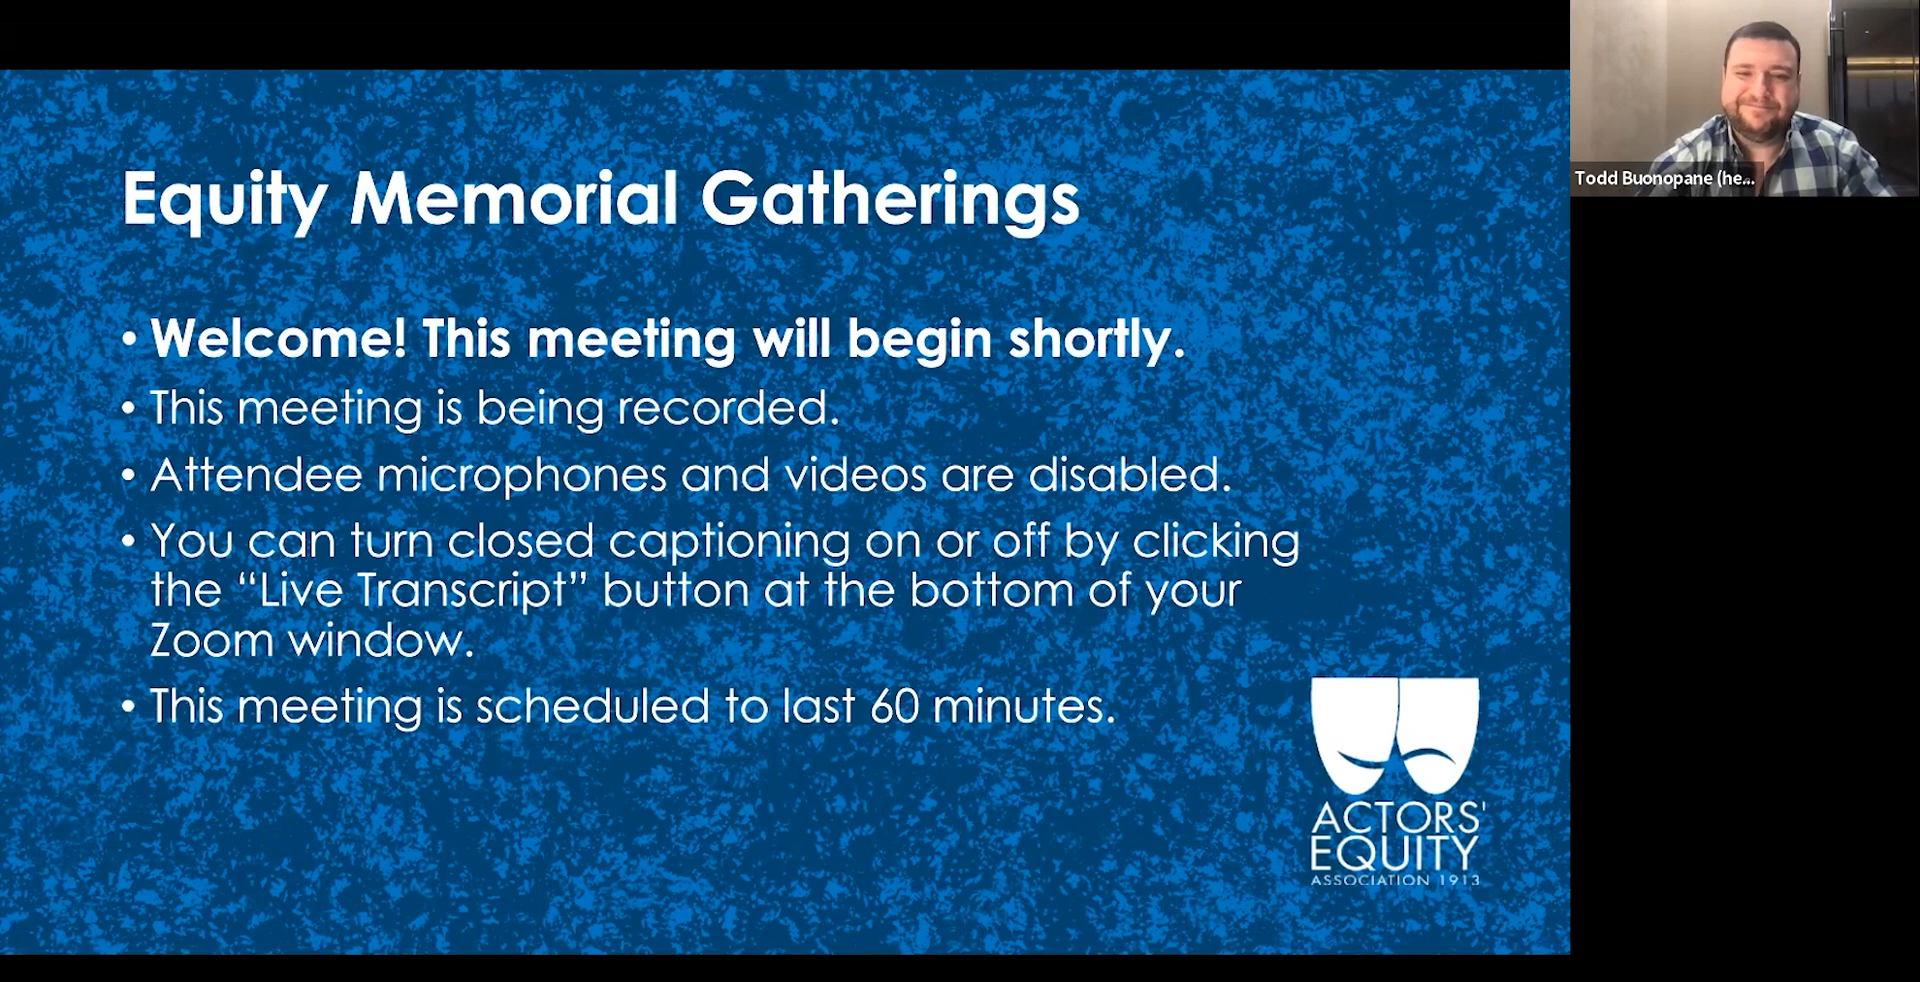 Equity Memorial Gatherings
• Welcome! This meeting will begin shortly.
• This meeting is being recorded.
• Attendee microphones and videos are disabled.
• You can turn closed captioning on or off by clicking
the “Live Transcript” button at the bottom of your
Zoom window.
• This meeting is scheduled to last 60 minutes.
ACTORS'
EQUITY
ASSOCIATION 1913
Todd Buonopane (he...